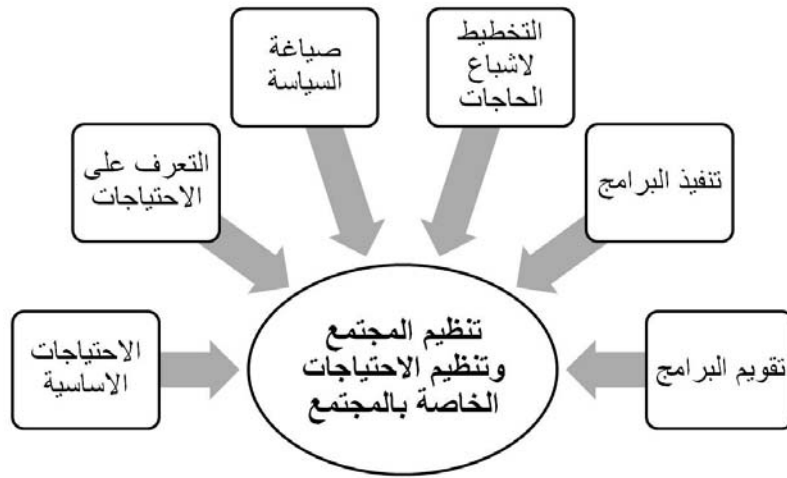 التخطيط
لاشباع
الحاجات
صياغة
السياسة
تنفيذ البرامج
التعرف على
الاحتياجات
تقويم البرامج
الاحتياجات
الاساسية
تنظيم المجتمع
وتنظيم الاحتياجات
الخاصة بالمجتمع